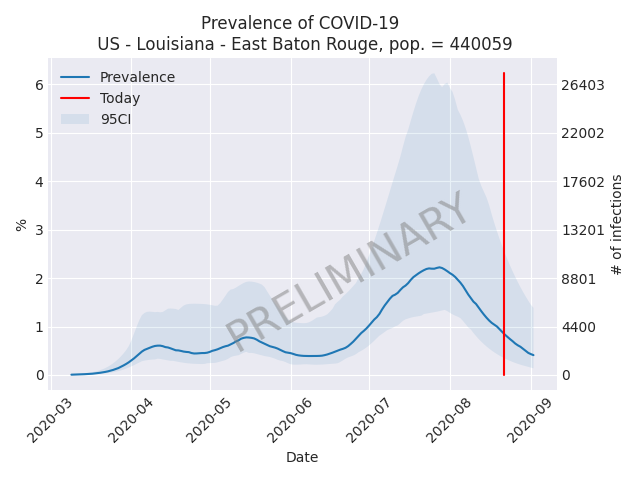 Prevalence of COVID-19
US - Louisiana - East Baton Rouge, pop. = 440059
Prevalence
Today
95CI
6
5
4
3
2
1
0
%
26403
22002
17602
13201
8801
4400
0
# of infections
PRELIMINARY
2020-03
2020-04
2020-05
2020-06
2020-07
2020-08
2020-09
Date